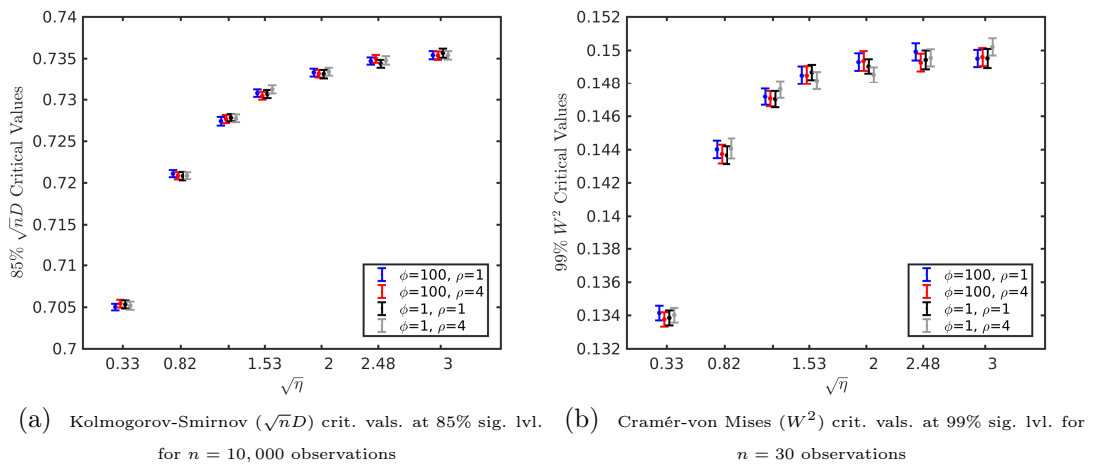 0.74
0.735
0.73
0.725
0.72
0.715
0.71
0.705
0.7
85% √nD Critical Values
0.33 0.82 1.53 2 2.48 3
√η
ϕ=100, ρ=1
ϕ=100, ρ=4
ϕ=1, ρ=1
ϕ=1, ρ=4
(a) Kolmogorov-Smirnov (√nD) crit. vals. at 85% sig. lvl.
for n = 10,000 observations
0.152
0.15
0.148
0.146
0.144
0.142
0.14
0.138
0.136
0.134
0.132
99% W² Critical Values
0.33 0.82 1.53 2 2.48 3
√η
ϕ=100, ρ=1
ϕ=100, ρ=4
ϕ=1, ρ=1
ϕ=1, ρ=4
(b) Cramér-von Mises (W²) crit. vals. at 99% sig. lvl. for
n = 30 observations